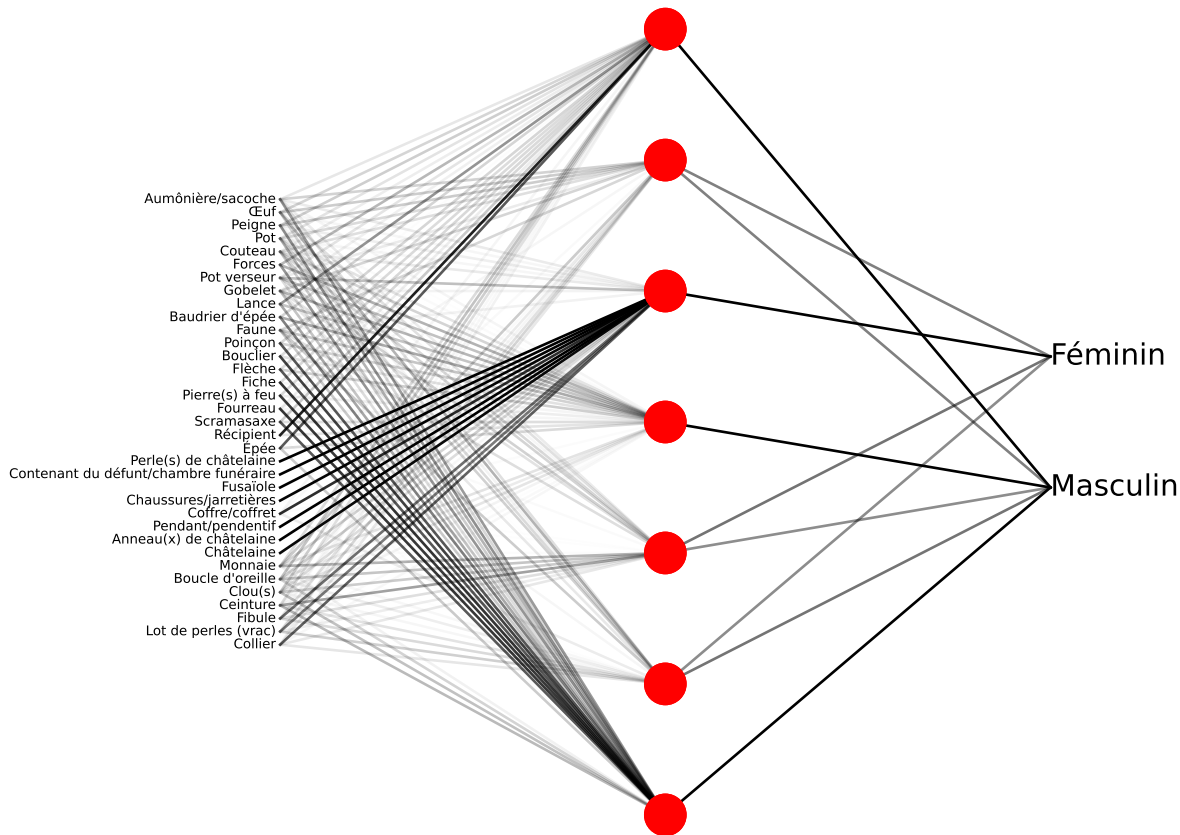 Aumônière/sacoche
Œuf
Peigne
Pot
Couteau
Forces
Pot verseur
Gobelet
Lance
Baudrier d'épée
Faune
Poinçon
Bouclier
Flèche
Fiche
Pierre(s) à feu
Fourreau
Scramasaxe
Récipient
Épée
Perle(s) de châtelaine
Contenant du défunt/chambre funéraire
Fusaïole
Chaussures/jarretières
Coffre/coffret
Pendant/pendentif
Anneau(x) de châtelaine
Châtelaine
Monnaie
Boucle d'oreille
Clou(s)
Ceinture
Fibule
Lot de perles (vrac)
Collier
Féminin
Masculin